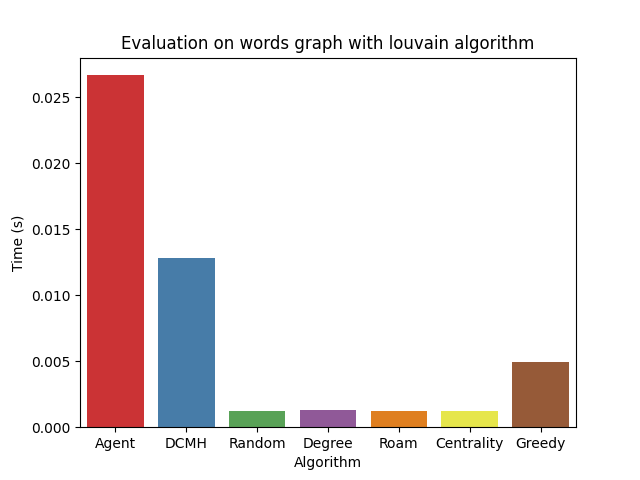 Evaluation on words graph with louvain algorithm
Time (s)
0.025
0.020
0.015
0.010
0.005
0.000
Agent DCMH Random Degree Roam Centrality Greedy
Algorithm